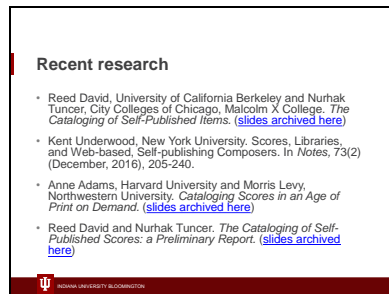 Recent research
• Reed David, University of California Berkeley and Nurhak
Tuncer, City Colleges of Chicago, Malcolm X College. The
Cataloging of Self-Published Items. (slides archived here)
• Kent Underwood, New York University. Scores, Libraries,
and Web-based, Self-publishing Composers. In Notes, 73(2)
(December, 2016), 205-240.
• Anne Adams, Harvard University and Morris Levy,
Northwestern University. Cataloging Scores in an Age of
Print on Demand. (slides archived here)
• Reed David and Nurhak Tuncer. The Cataloging of Self-
Published Scores: a Preliminary Report. (slides archived
here)
INDIANA UNIVERSITY BLOOMINGTON